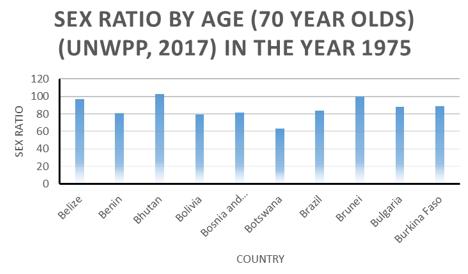 SEX RATIO BY AGE (70 YEAR OLDS)
(UNWPP, 2017) IN THE YEAR 1975
120
100
80
60
40
20
0
SEX RATIO
Belize
Benin
Bhutan
Bolivia
Bosnia and...
Botswana
Brazil
Brunei
Bulgaria
Burkina Faso
COUNTRY